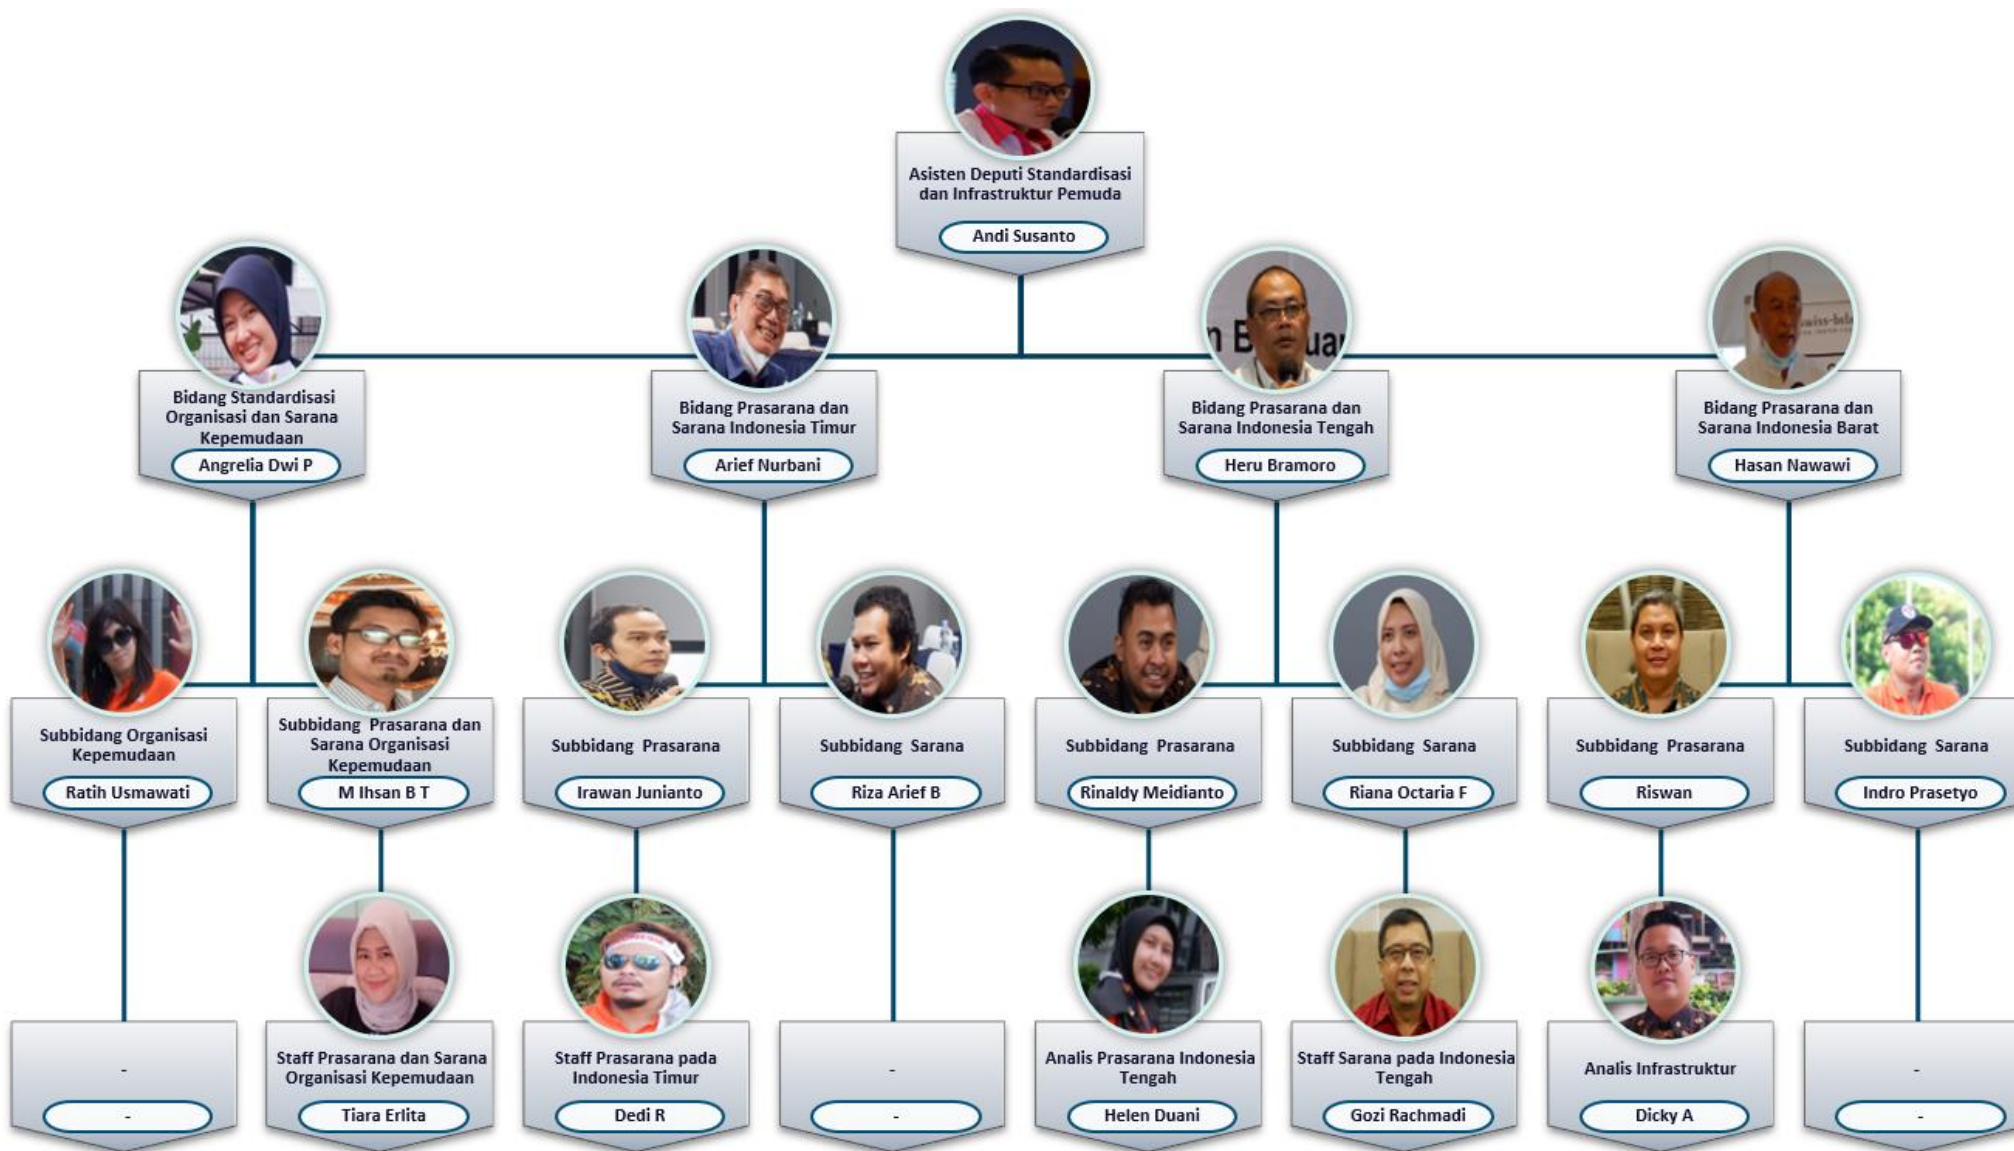 Asisten Deputi Standardisasi
dan Infrastruktur Pemuda
Andi Susanto
Bidang Standardisasi
Organisasi dan Sarana
Kepemudaan
Angrelia Dwi P
Bidang Prasarana dan
Sarana Indonesia Timur
Arief Nurbani
Bidang Prasarana dan
Sarana Indonesia Tengah
Heru Bramoro
Bidang Prasarana dan
Sarana Indonesia Barat
Hasan Nawawi
Subbidang Organisasi
Kepemudaan
Ratih Usmawati
Subbidang Prasarana dan
Sarana Organisasi
Kepemudaan
M Ihsan B T
Subbidang Prasarana
Irawan Junianto
Subbidang Sarana
Riza Arief B
Subbidang Prasarana
Rinaldy Meidianto
Subbidang Sarana
Riana Octaria F
Subbidang Prasarana
Riswan
Subbidang Sarana
Indro Prasetyo
-
-
Staff Prasarana dan Sarana
Organisasi Kepemudaan
Tiara Erlita
Staff Prasarana pada
Indonesia Timur
Dedi R
-
-
Analis Prasarana Indonesia
Tengah
Helen Duani
Staff Sarana pada Indonesia
Tengah
Gozi Rachmadi
Analis Infrastruktur
Dicky A
-
-